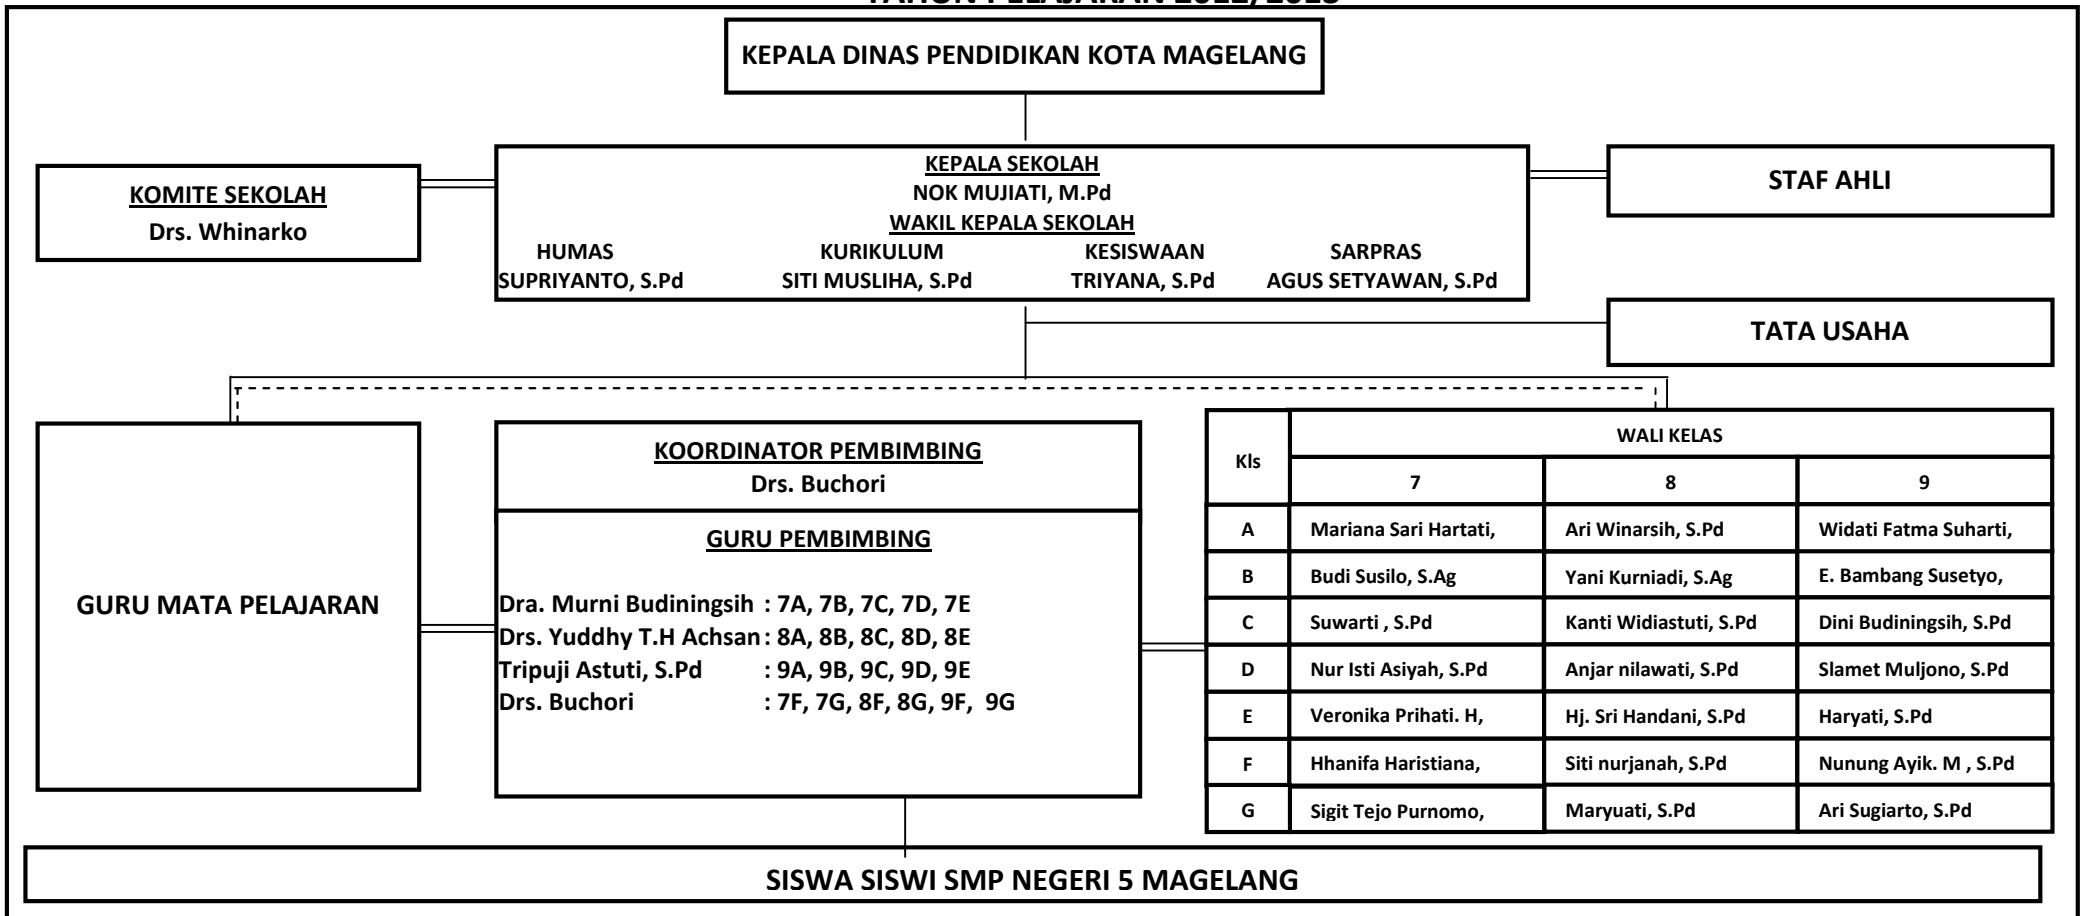 TAHUN PELAJARAN 2022/2023
KEPALA DINAS PENDIDIKAN KOTA MAGELANG
KOMITE SEKOLAH
Drs. Whinarko
KEPALA SEKOLAH
NOK MUJIATI, M.Pd
WAKIL KEPALA SEKOLAH
HUMAS KURIKULUM KESISWAAN SARPRAS
SUPRIYANTO, S.Pd SITI MUSLIHA, S.Pd TRIYANA, S.Pd AGUS SETYAWAN, S.Pd
STAF AHLI
TATA USAHA
GURU MATA PELAJARAN
KOORDINATOR PEMBIMBING
Drs. Buchori
GURU PEMBIMBING
Dra. Murni Budiningsih : 7A, 7B, 7C, 7D, 7E
Drs. Yuddhy T.H Achsan : 8A, 8B, 8C, 8D, 8E
Tripuji Astuti, S.Pd : 9A, 9B, 9C, 9D, 9E
Drs. Buchori : 7F, 7G, 8F, 8G, 9F, 9G
Kls WALI KELAS
7 8 9
A Mariana Sari Hartati, Ari Winarsih, S.Pd Widati Fatma Suharti,
B Budi Susilo, S.Ag Yani Kurniadi, S.Ag E. Bambang Susetyo,
C Suwarti , S.Pd Kanti Widiastuti, S.Pd Dini Budiningsih, S.Pd
D Nur Isti Asiyah, S.Pd Anjar nilawati, S.Pd Slamet Muljono, S.Pd
E Veronika Prihati. H, Hj. Sri Handani, S.Pd Haryati, S.Pd
F Hhanifa Haristiana, Siti nurjanah, S.Pd Nunung Ayik. M , S.Pd
G Sigit Tejo Purnomo, Maryuati, S.Pd Ari Sugiarto, S.Pd
SISWA SISWI SMP NEGERI 5 MAGELANG